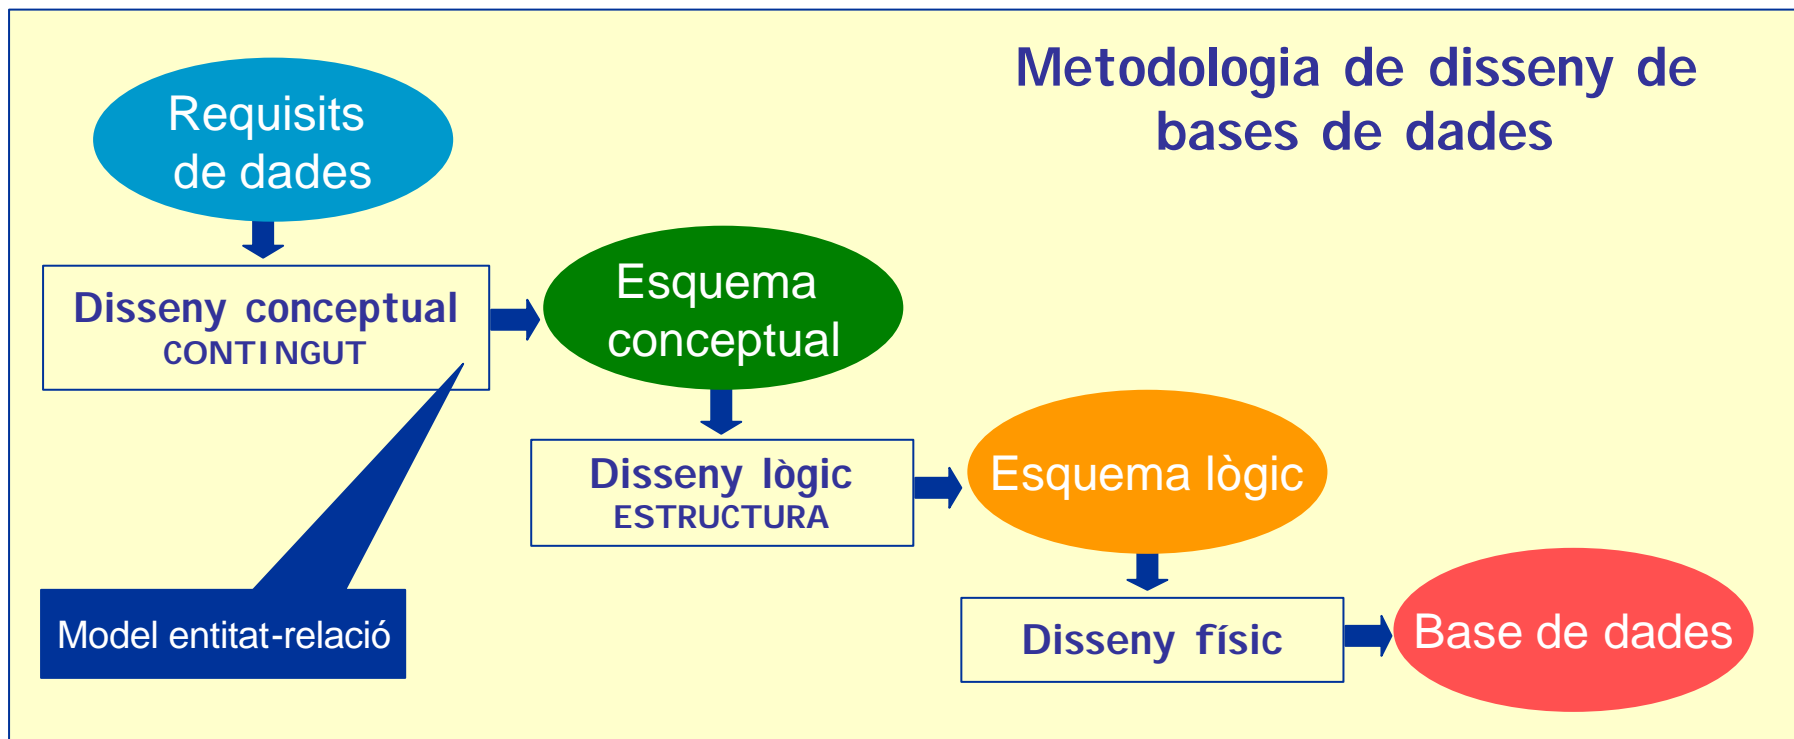 Metodologia de disseny de
bases de dades
Requisits
de dades
Disseny conceptual
CONTINGUT
Esquema
conceptual
Disseny lògic
ESTRUCTURA
Esquema lògic
Model entitat-relació
Disseny físic
Base de dades